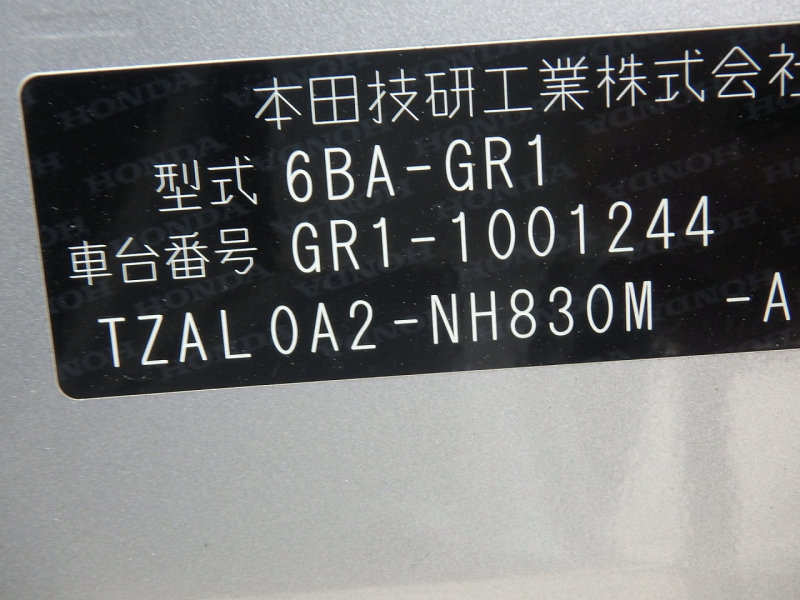 本田技研工業株式会社
型式 6BA-GR1
車台番号 GR1-1001244
TZAL0A2-NH830M -A